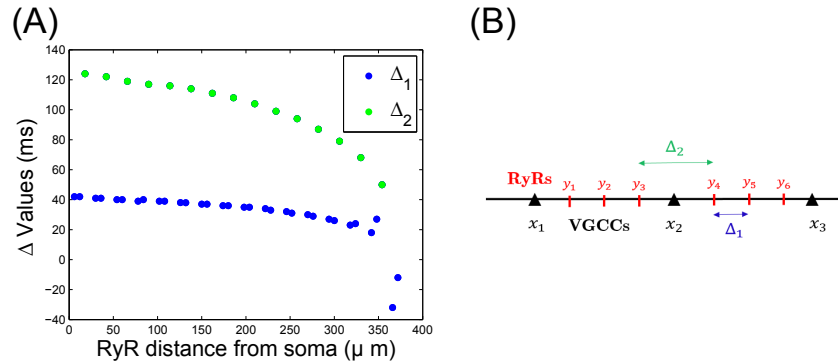 (A)
140
120
100
80
60
40
20
0
-20
-40
0 50 100 150 200 250 300 350 400
Δ Values (ms)
RyR distance from soma (μ m)
Δ₁
Δ₂
(B)
Δ₂
RyRs y₁ y₂ y₃ y₄ y₅ y₆
x₁ VGCCs x₂ Δ₁ x₃